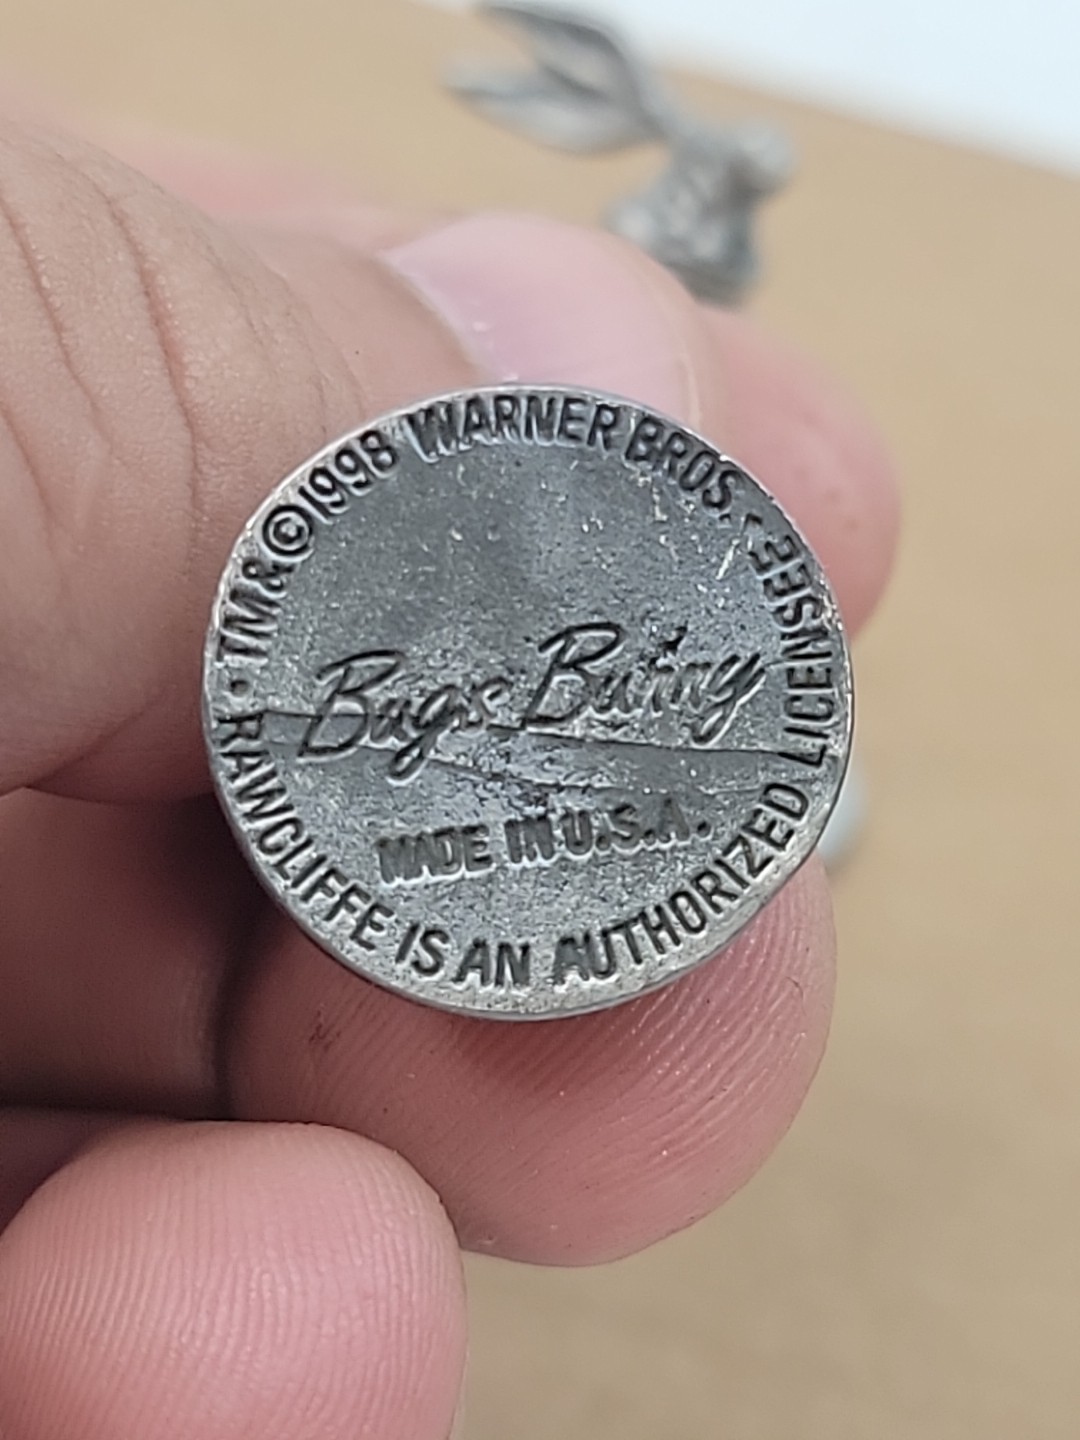 TM&©1998 WARNER BROS.
Bugs Bunny
MADE IN U.S.A.
• RAWCLIFFE IS AN AUTHORIZED LICENSEE